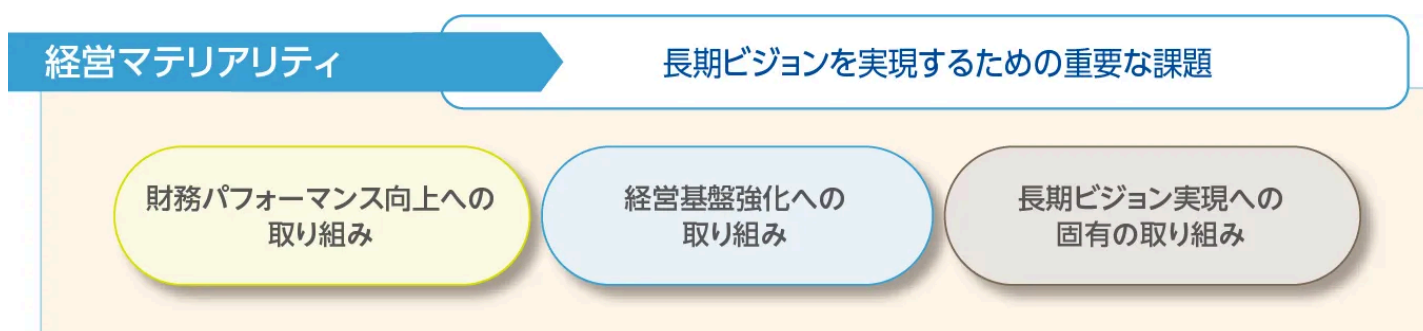 経営マテリアリティ
長期ビジョンを実現するための重要な課題
財務パフォーマンス向上への
取り組み
経営基盤強化への
取り組み
長期ビジョン実現への
固有の取り組み